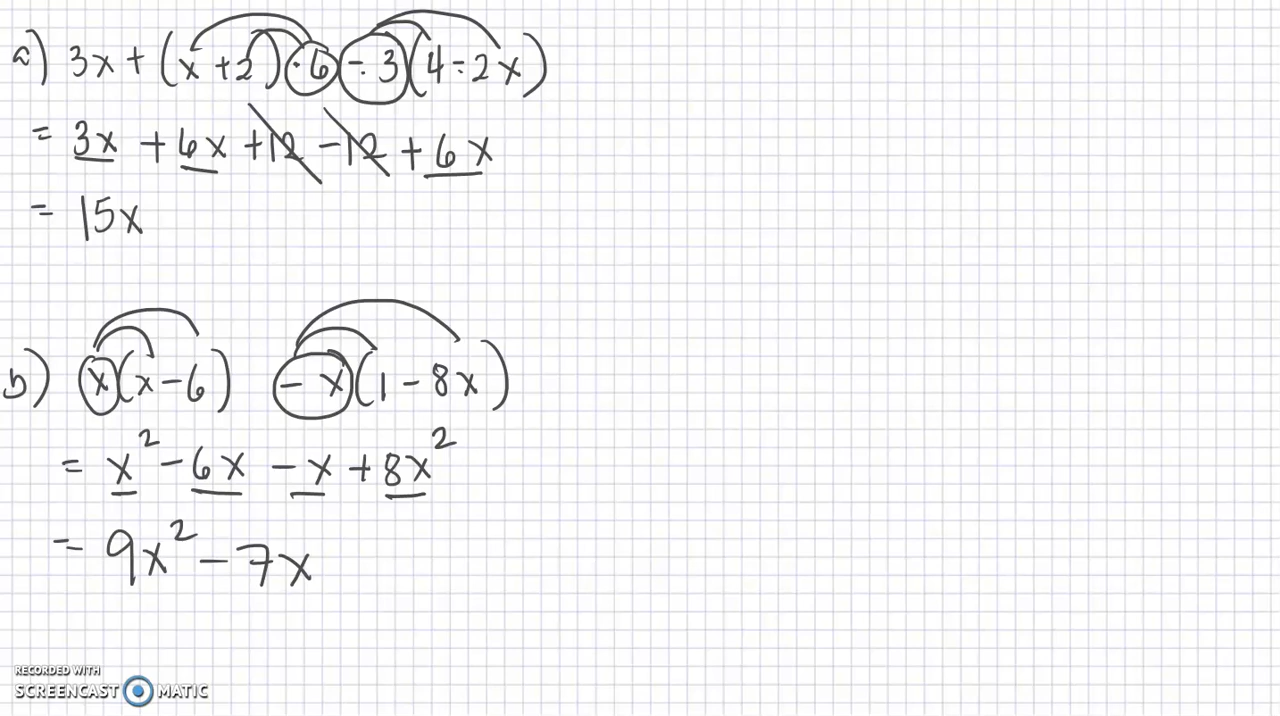 a) 3x + (x + 2) · 6 - 3(4 - 2x)
= 3x + 6x + 12 - 12 + 6x
= 15x
b) x(x - 6) - x(1 - 8x)
= x² - 6x - x + 8x²
= 9x² - 7x
RECORDED WITH
SCREENCAST MATIC